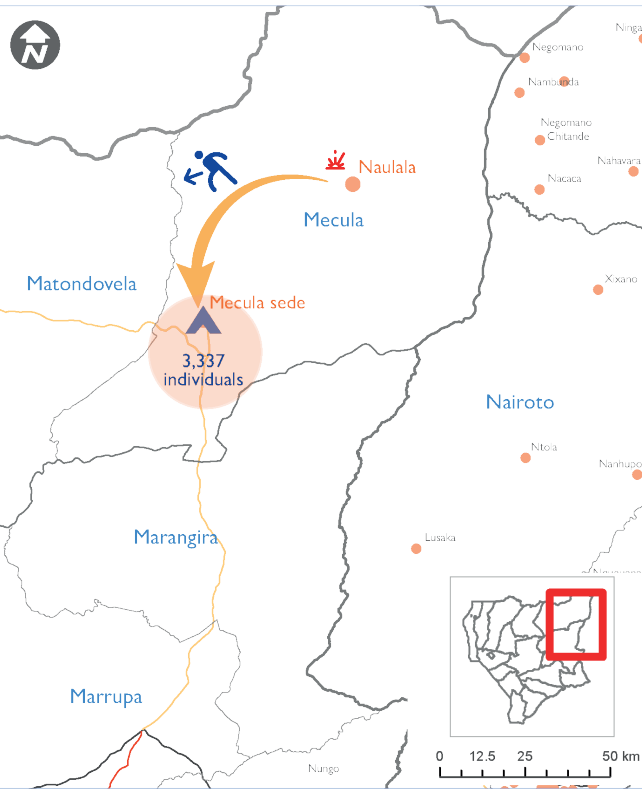 N
Ninga
Negomano
Nambunda
Negomano
Chitande
Nahavara
Nacaca
Naulala
Mecula
Matondovela
Xixano
Mecula sede
3,337
individuals
Nairoto
Ntola
Nanhupo
Marangira
Lusaka
Marrupa
Nungo
0 12.5 25 50 km